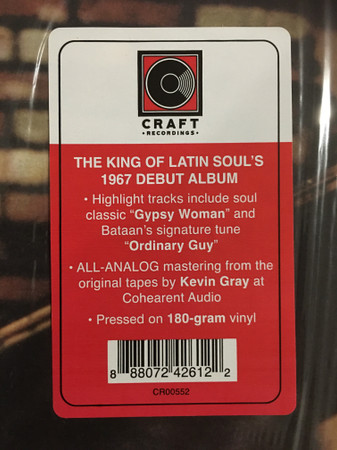 CRAFT
• RECORDINGS •
THE KING OF LATIN SOUL'S
1967 DEBUT ALBUM
• Highlight tracks include soul
classic “Gypsy Woman” and
Bataan's signature tune
“Ordinary Guy”
• ALL-ANALOG mastering from the
original tapes by Kevin Gray at
Cohearent Audio
• Pressed on 180-gram vinyl
8 88072 42612 2
CR00552